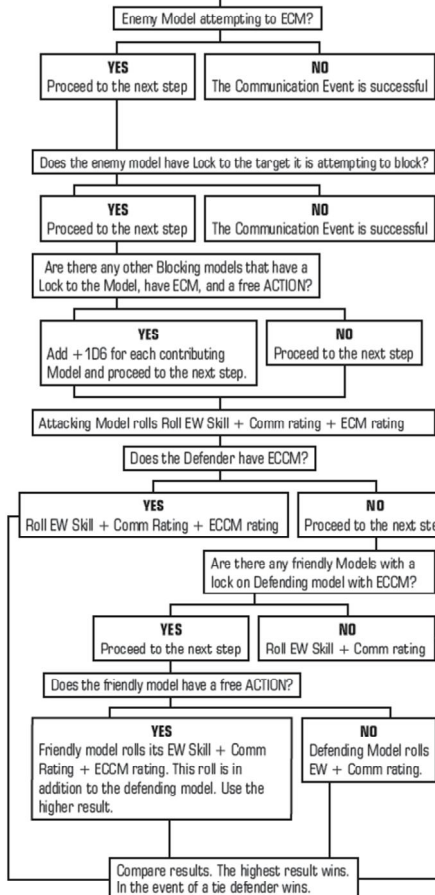 Enemy Model attempting to ECM?
YES
Proceed to the next step
NO
The Communication Event is successful
Does the enemy model have Lock to the target it is attempting to block?
YES
Proceed to the next step
NO
The Communication Event is successful
Are there any other Blocking models that have a
Lock to the Model, have ECM, and a free ACTION?
YES
Add +1D6 for each contributing
Model and proceed to the next step.
NO
Proceed to the next step
Attacking Model rolls Roll EW Skill + Comm rating + ECM rating
Does the Defender have ECCM?
YES
Roll EW Skill + Comm Rating + ECCM rating
NO
Proceed to the next ste
Are there any friendly Models with a
lock on Defending model with ECCM?
YES
Proceed to the next step
NO
Roll EW Skill + Comm rating
Does the friendly model have a free ACTION?
YES
Friendly model rolls its EW Skill + Comm
Rating + ECCM rating. This roll is in
addition to the defending model. Use the
higher result.
NO
Defending Model rolls
EW + Comm rating.
Compare results. The highest result wins.
In the event of a tie defender wins.